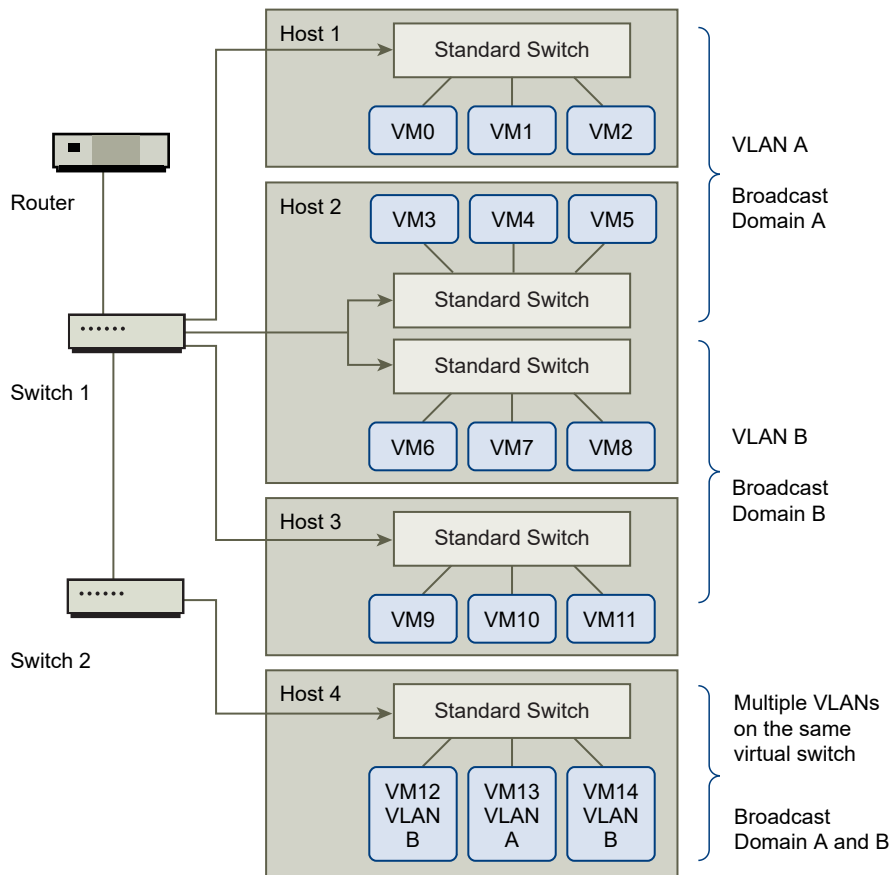 Host 1
Standard Switch
VM0
VM1
VM2
Router
VLAN A
Broadcast
Domain A
Host 2
VM3
VM4
VM5
Standard Switch
Standard Switch
VM6
VM7
VM8
Switch 1
VLAN B
Broadcast
Domain B
Host 3
Standard Switch
VM9
VM10
VM11
Switch 2
Host 4
Standard Switch
VM12
VLAN
B
VM13
VLAN
A
VM14
VLAN
B
Multiple VLANs
on the same
virtual switch
Broadcast
Domain A and B